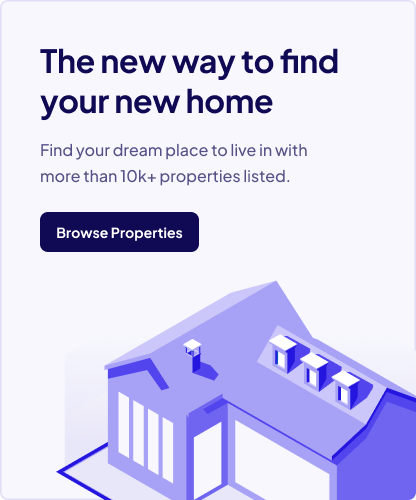 The new way to find
your new home
Find your dream place to live in with
more than 10k+ properties listed.
Browse Properties